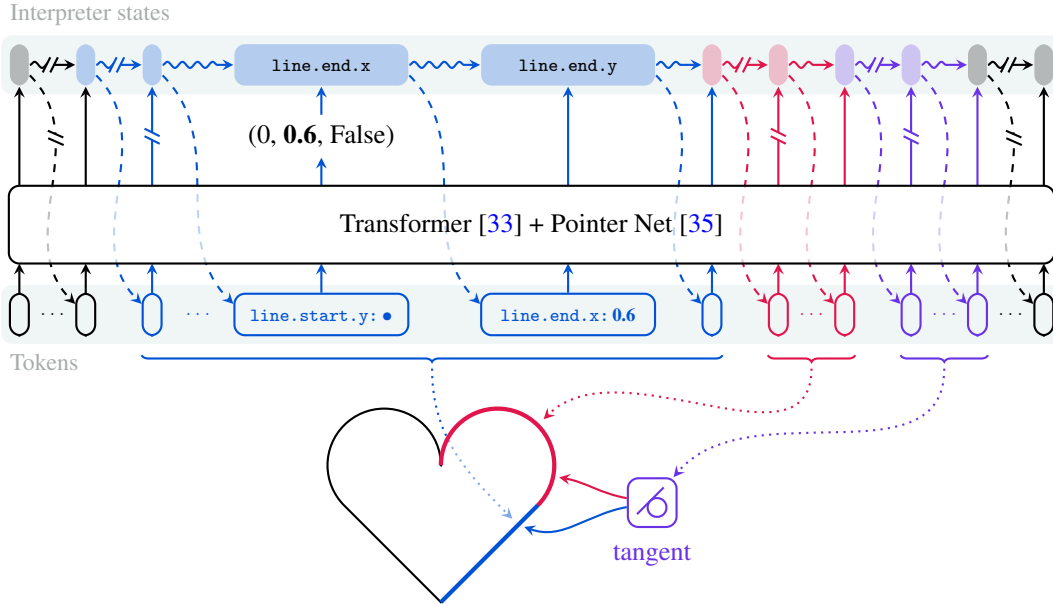 Interpreter states
line.end.x
line.end.y
(0, 0.6, False)
Transformer [33] + Pointer Net [35]
... ... line.start.y: ● line.end.x: 0.6 ... ... ...
Tokens
tangent